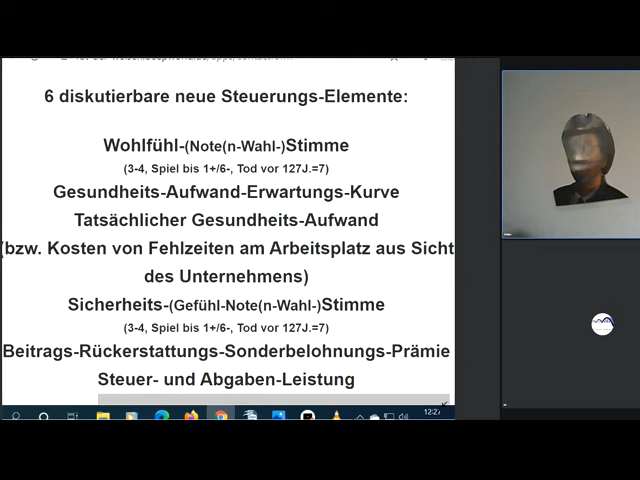 6 diskutierbare neue Steuerungs-Elemente:
Wohlfühl-(Note(n-Wahl-)Stimme
(3-4, Spiel bis 1+/6-, Tod vor 127J.=7)
Gesundheits-Aufwand-Erwartungs-Kurve
Tatsächlicher Gesundheits-Aufwand
(bzw. Kosten von Fehlzeiten am Arbeitsplatz aus Sicht
des Unternehmens)
Sicherheits-(Gefühl-Note(n-Wahl-)Stimme
(3-4, Spiel bis 1+/6-, Tod vor 127J.=7)
Beitrags-Rückerstattungs-Sonderbelohnungs-Prämie
Steuer- und Abgaben-Leistung
12:27